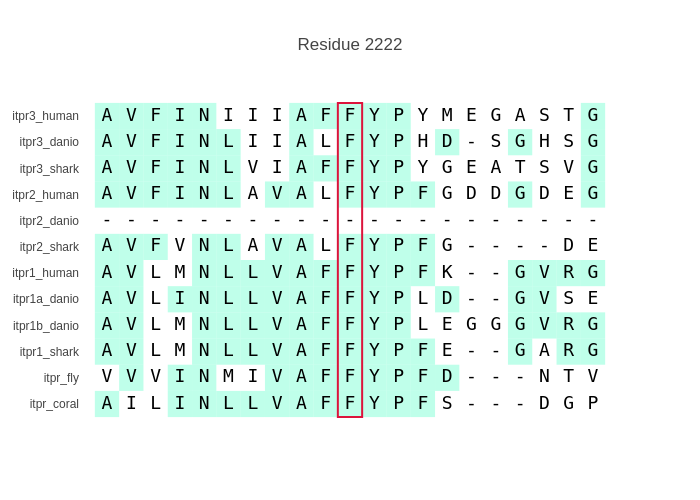 Residue 2222
itpr3_human A V F I N I I I A F F Y P Y M E G A S T G
itpr3_danio A V F I N L I I A L F Y P H D - S G H S G
itpr3_shark A V F I N L V I A F F Y P Y G E A T S V G
itpr2_human A V F I N L A V A L F Y P F G D D G D E G
itpr2_danio - - - - - - - - - - - - - - - - - - - - -
itpr2_shark A V F V N L A V A L F Y P F G - - - - D E
itpr1_human A V L M N L L V A F F Y P F K - - G V R G
itpr1a_danio A V L I N L L V A F F Y P L D - - G V S E
itpr1b_danio A V L M N L L V A F F Y P L E G G G V R G
itpr1_shark A V L M N L L V A F F Y P F E - - G A R G
itpr_fly V V V I N M I V A F F Y P F D - - - N T V
itpr_coral A I L I N L L V A F F Y P F S - - - D G P